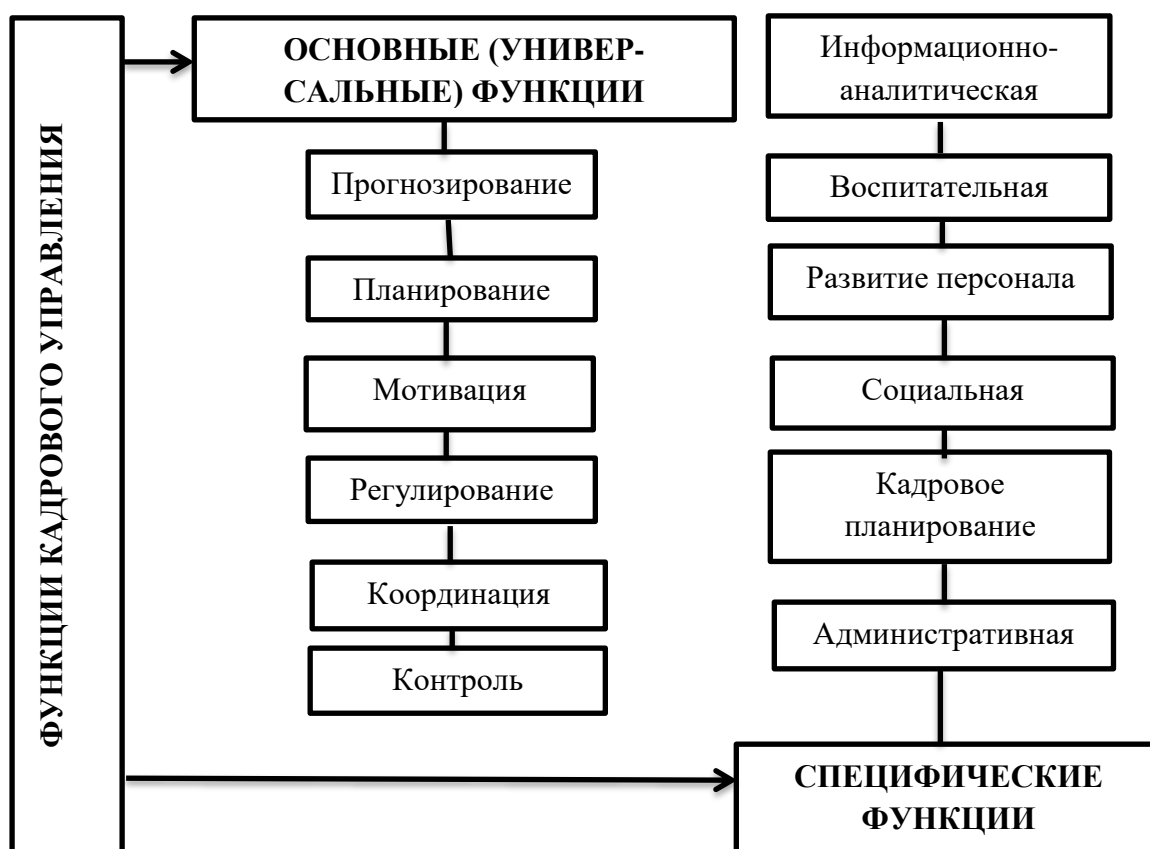 ФУНКЦИИ КАДРОВОГО УПРАВЛЕНИЯ
ОСНОВНЫЕ (УНИВЕР-
САЛЬНЫЕ) ФУНКЦИИ
Прогнозирование
Планирование
Мотивация
Регулирование
Координация
Контроль
Информационно-
аналитическая
Воспитательная
Развитие персонала
Социальная
Кадровое
планирование
Административная
СПЕЦИФИЧЕСКИЕ
ФУНКЦИИ